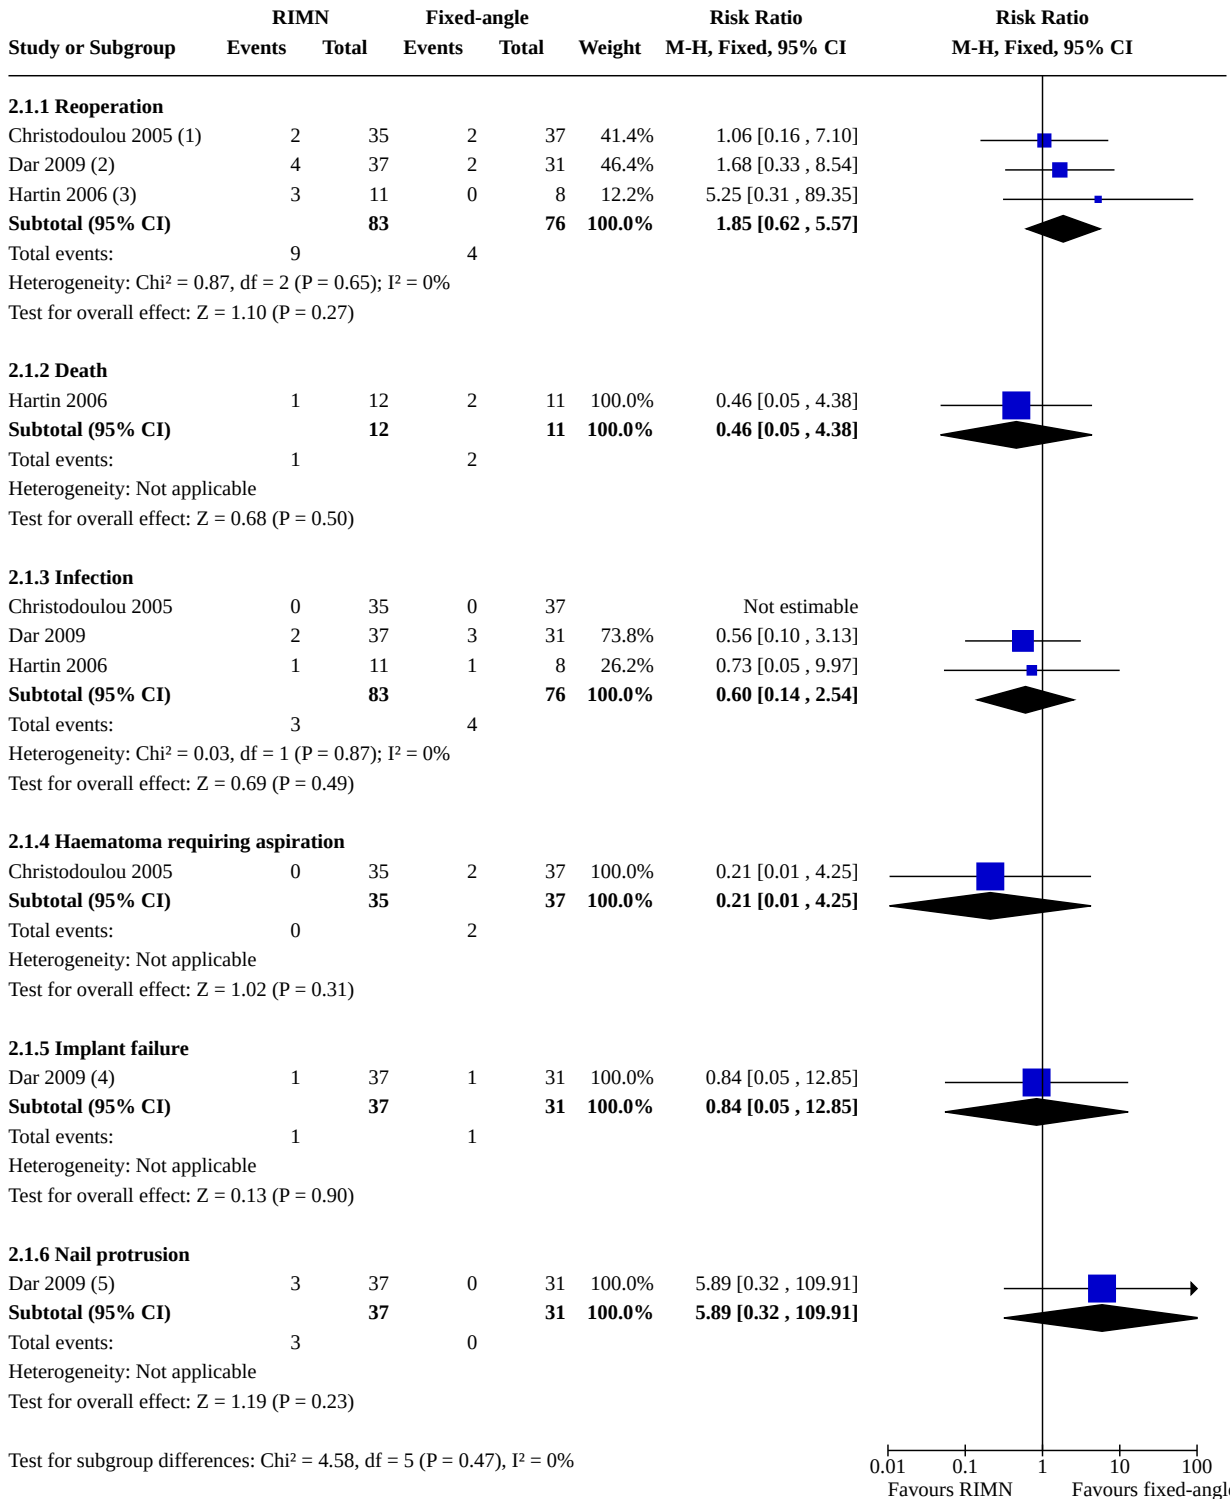 RIMN Fixed-angle Risk Ratio Risk Ratio
Study or Subgroup Events Total Events Total Weight M-H, Fixed, 95% CI M-H, Fixed, 95% CI
2.1.1 Reoperation
Christodoulou 2005 (1) 2 35 2 37 41.4% 1.06 [0.16 , 7.10]
Dar 2009 (2) 4 37 2 31 46.4% 1.68 [0.33 , 8.54]
Hartin 2006 (3) 3 11 0 8 12.2% 5.25 [0.31 , 89.35]
Subtotal (95% CI) 83 76 100.0% 1.85 [0.62 , 5.57]
Total events: 9 4
Heterogeneity: Chi² = 0.87, df = 2 (P = 0.65); I² = 0%
Test for overall effect: Z = 1.10 (P = 0.27)
2.1.2 Death
Hartin 2006 1 12 2 11 100.0% 0.46 [0.05 , 4.38]
Subtotal (95% CI) 12 11 100.0% 0.46 [0.05 , 4.38]
Total events: 1 2
Heterogeneity: Not applicable
Test for overall effect: Z = 0.68 (P = 0.50)
2.1.3 Infection
Christodoulou 2005 0 35 0 37 Not estimable
Dar 2009 2 37 3 31 73.8% 0.56 [0.10 , 3.13]
Hartin 2006 1 11 1 8 26.2% 0.73 [0.05 , 9.97]
Subtotal (95% CI) 83 76 100.0% 0.60 [0.14 , 2.54]
Total events: 3 4
Heterogeneity: Chi² = 0.03, df = 1 (P = 0.87); I² = 0%
Test for overall effect: Z = 0.69 (P = 0.49)
2.1.4 Haematoma requiring aspiration
Christodoulou 2005 0 35 2 37 100.0% 0.21 [0.01 , 4.25]
Subtotal (95% CI) 35 37 100.0% 0.21 [0.01 , 4.25]
Total events: 0 2
Heterogeneity: Not applicable
Test for overall effect: Z = 1.02 (P = 0.31)
2.1.5 Implant failure
Dar 2009 (4) 1 37 1 31 100.0% 0.84 [0.05 , 12.85]
Subtotal (95% CI) 37 31 100.0% 0.84 [0.05 , 12.85]
Total events: 1 1
Heterogeneity: Not applicable
Test for overall effect: Z = 0.13 (P = 0.90)
2.1.6 Nail protrusion
Dar 2009 (5) 3 37 0 31 100.0% 5.89 [0.32 , 109.91]
Subtotal (95% CI) 37 31 100.0% 5.89 [0.32 , 109.91]
Total events: 3 0
Heterogeneity: Not applicable
Test for overall effect: Z = 1.19 (P = 0.23)
Test for subgroup differences: Chi² = 4.58, df = 5 (P = 0.47), I² = 0%
0.01 0.1 1 10 100
Favours RIMN Favours fixed-angle